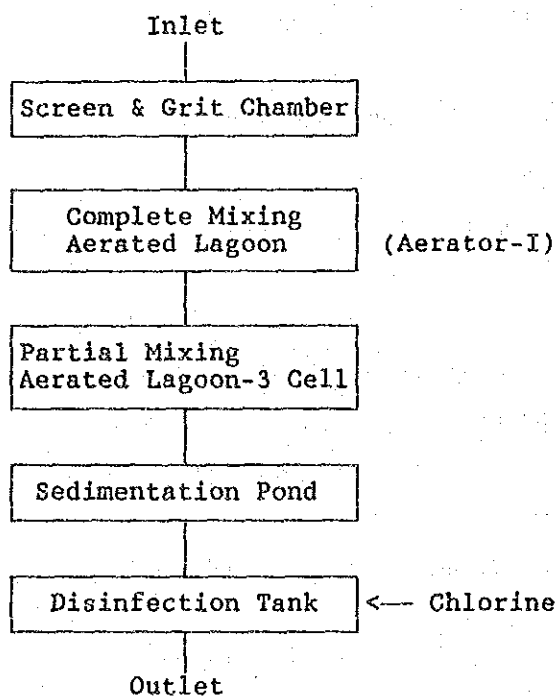 Inlet
Screen & Grit Chamber
Complete Mixing
Aerated Lagoon
(Aerator-I)
Partial Mixing
Aerated Lagoon-3 Cell
Sedimentation Pond
Disinfection Tank
<-- Chlorine
Outlet